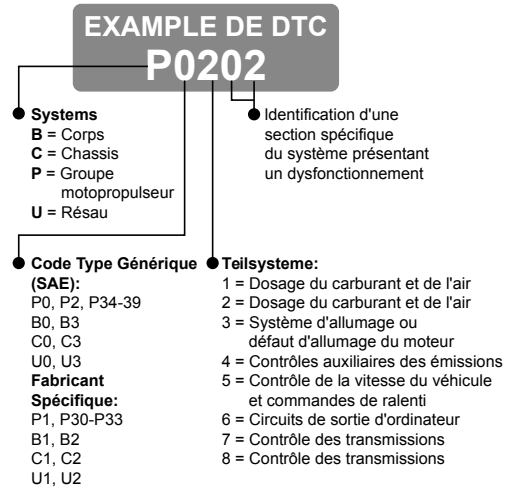 EXAMPLE DE DTC
P0202
Systems
B = Corps
C = Chassis
P = Groupe
motopropulseur
U = Résau
Identification d'une
section spécifique
du système présentant
un dysfonctionnement
Code Type Générique
(SAE):
P0, P2, P34-39
B0, B3
C0, C3
U0, U3
Fabricant
Spécifique:
P1, P30-P33
B1, B2
C1, C2
U1, U2
Teilsysteme:
1 = Dosage du carburant et de l'air
2 = Dosage du carburant et de l'air
3 = Système d'allumage ou
défaut d'allumage du moteur
4 = Contrôles auxiliaires des émissions
5 = Contrôle de la vitesse du véhicule
et commandes de ralenti
6 = Circuits de sortie d'ordinateur
7 = Contrôle des transmissions
8 = Contrôle des transmissions